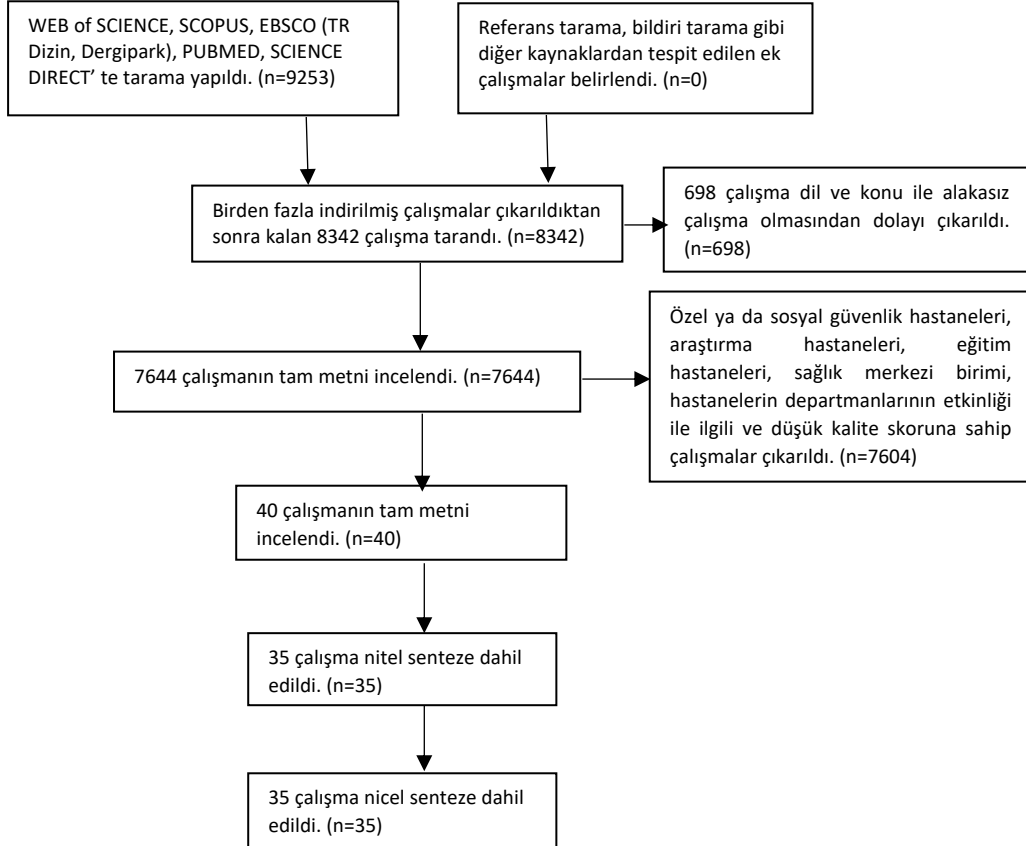 WEB of SCIENCE, SCOPUS, EBSCO (TR
Dizin, Dergipark), PUBMED, SCIENCE
DIRECT’ te tarama yapıldı. (n=9253)
Referans tarama, bildiri tarama gibi
diğer kaynaklardan tespit edilen ek
çalışmalar belirlendi. (n=0)
Birden fazla indirilmiş çalışmalar çıkarıldıktan
sonra kalan 8342 çalışma tarandı. (n=8342)
698 çalışma dil ve konu ile alakasız
çalışma olmasından dolayı çıkarıldı.
(n=698)
7644 çalışmanın tam metni incelendi. (n=7644)
Özel ya da sosyal güvenlik hastaneleri,
araştırma hastaneleri, eğitim
hastaneleri, sağlık merkezi birimi,
hastanelerin departmanlarının etkinliği
ile ilgili ve düşük kalite skoruna sahip
çalışmalar çıkarıldı. (n=7604)
40 çalışmanın tam metni
incelendi. (n=40)
35 çalışma nitel senteze dahil
edildi. (n=35)
35 çalışma nicel senteze dahil
edildi. (n=35)